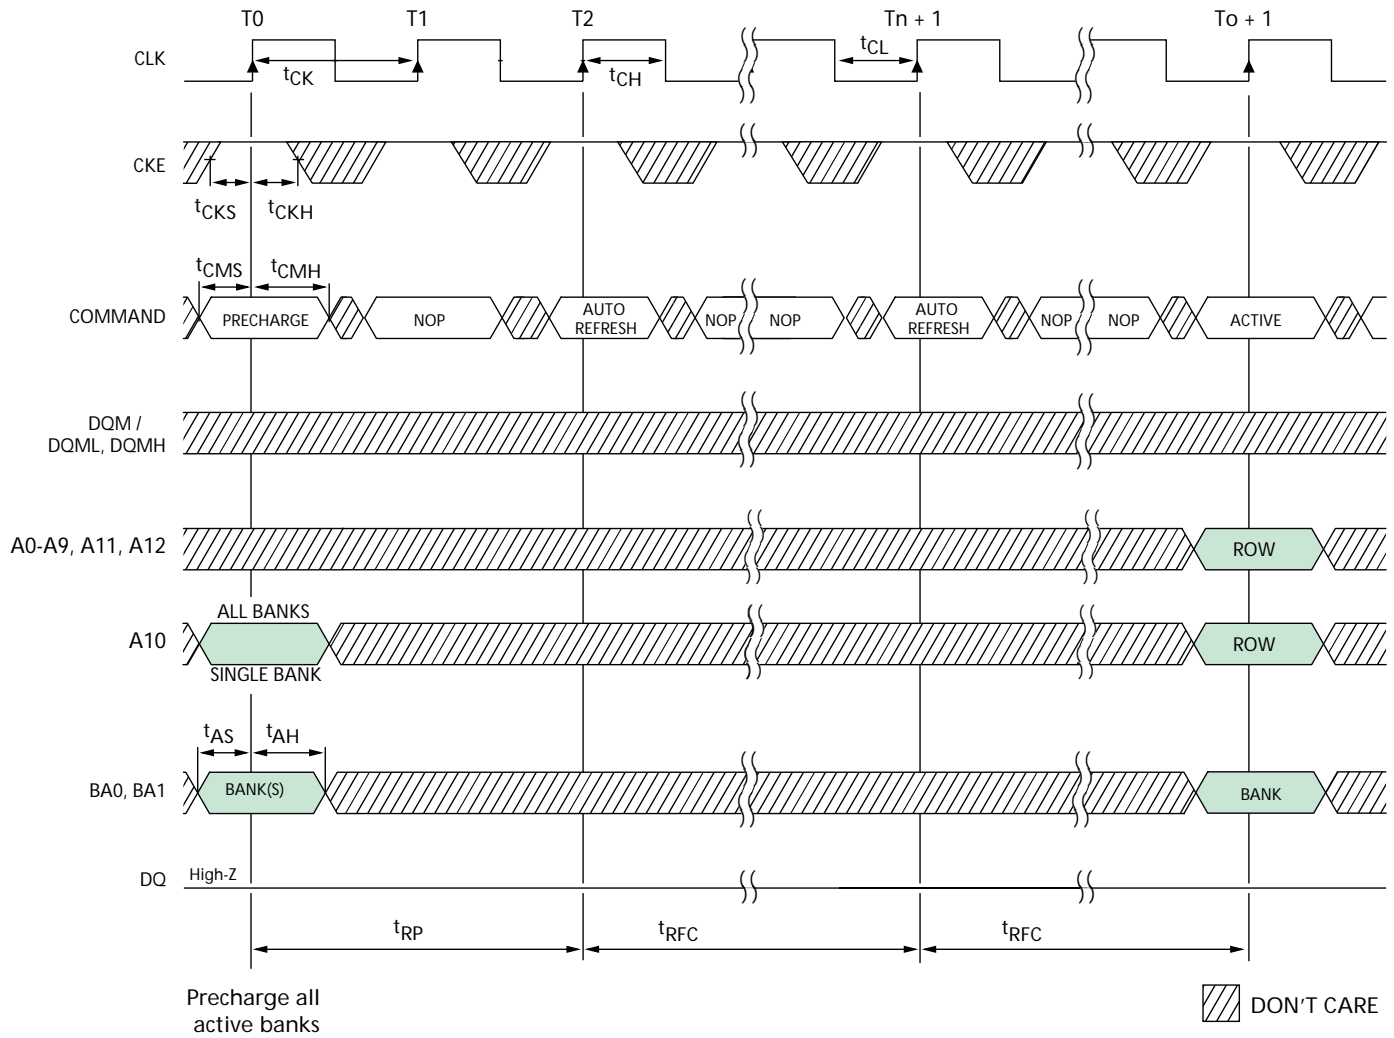 T0 T1 T2 Tn + 1 To + 1
CLK
tCK tCH tCL
CKE
tCKS tCKH
tCMS tCMH
COMMAND PRECHARGE NOP AUTO REFRESH NOP NOP AUTO REFRESH NOP NOP ACTIVE
DQM /
DQML, DQMH
A0-A9, A11, A12 ROW
ALL BANKS
A10 ROW
SINGLE BANK
tAS tAH
BA0, BA1 BANK(S) BANK
DQ High-Z
tRP tRFC tRFC
Precharge all
active banks
DON'T CARE